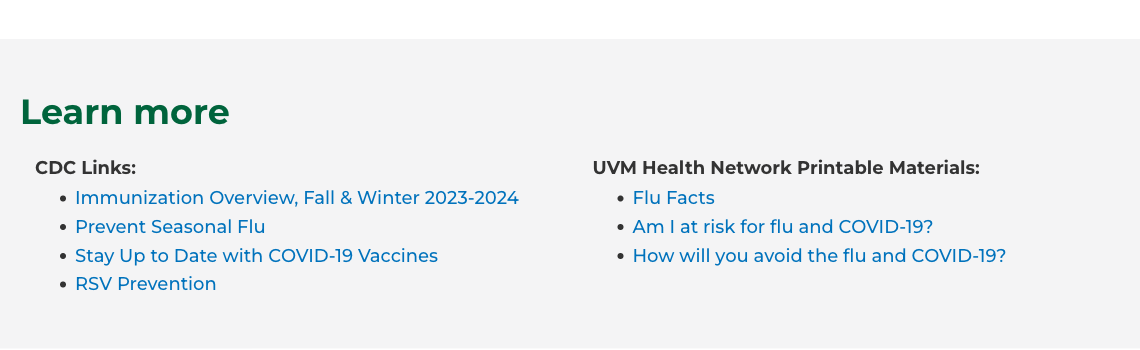 Learn more
CDC Links:
Immunization Overview, Fall & Winter 2023-2024
Prevent Seasonal Flu
Stay Up to Date with COVID-19 Vaccines
RSV Prevention
UVM Health Network Printable Materials:
Flu Facts
Am I at risk for flu and COVID-19?
How will you avoid the flu and COVID-19?